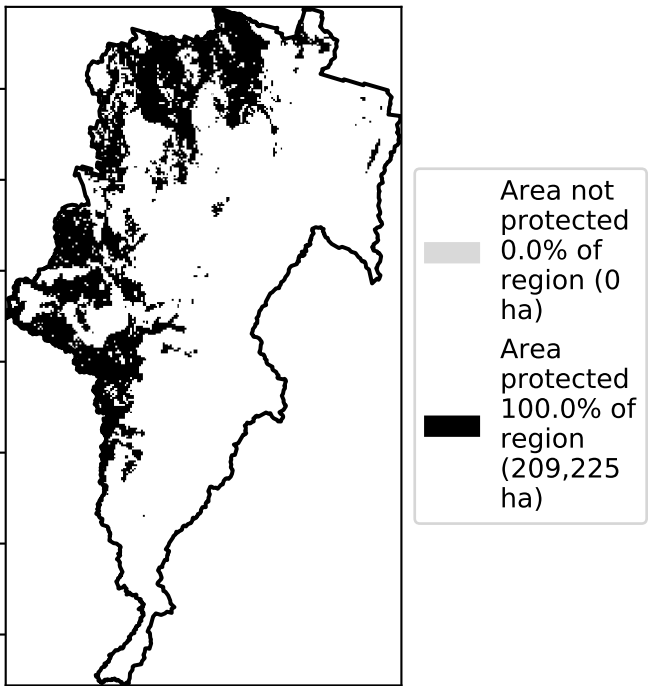 Area not
protected
0.0% of
region (0
ha)
Area
protected
100.0% of
region
(209,225
ha)